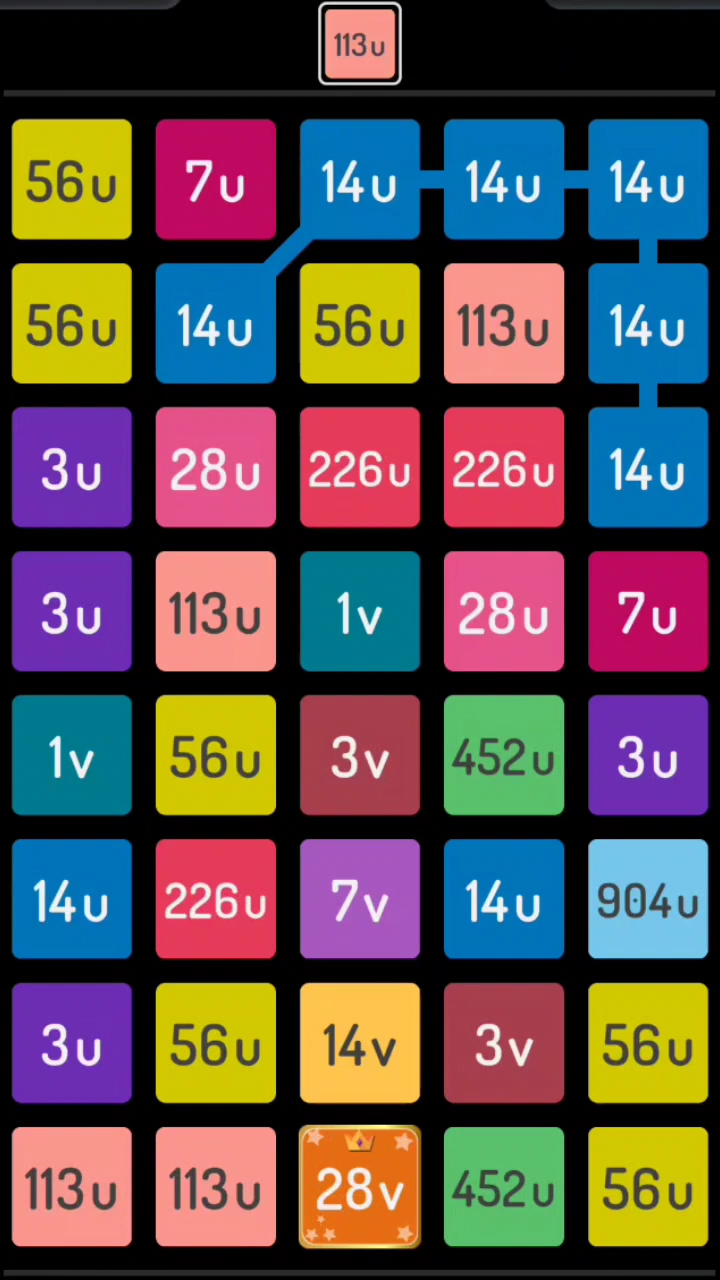 113u
56u 7u 14u 14u 14u
56u 14u 56u 113u 14u
3u 28u 226u 226u 14u
3u 113u 1v 28u 7u
1v 56u 3v 452u 3u
14u 226u 7v 14u 904u
3u 56u 14v 3v 56u
113u 113u 28v 452u 56u